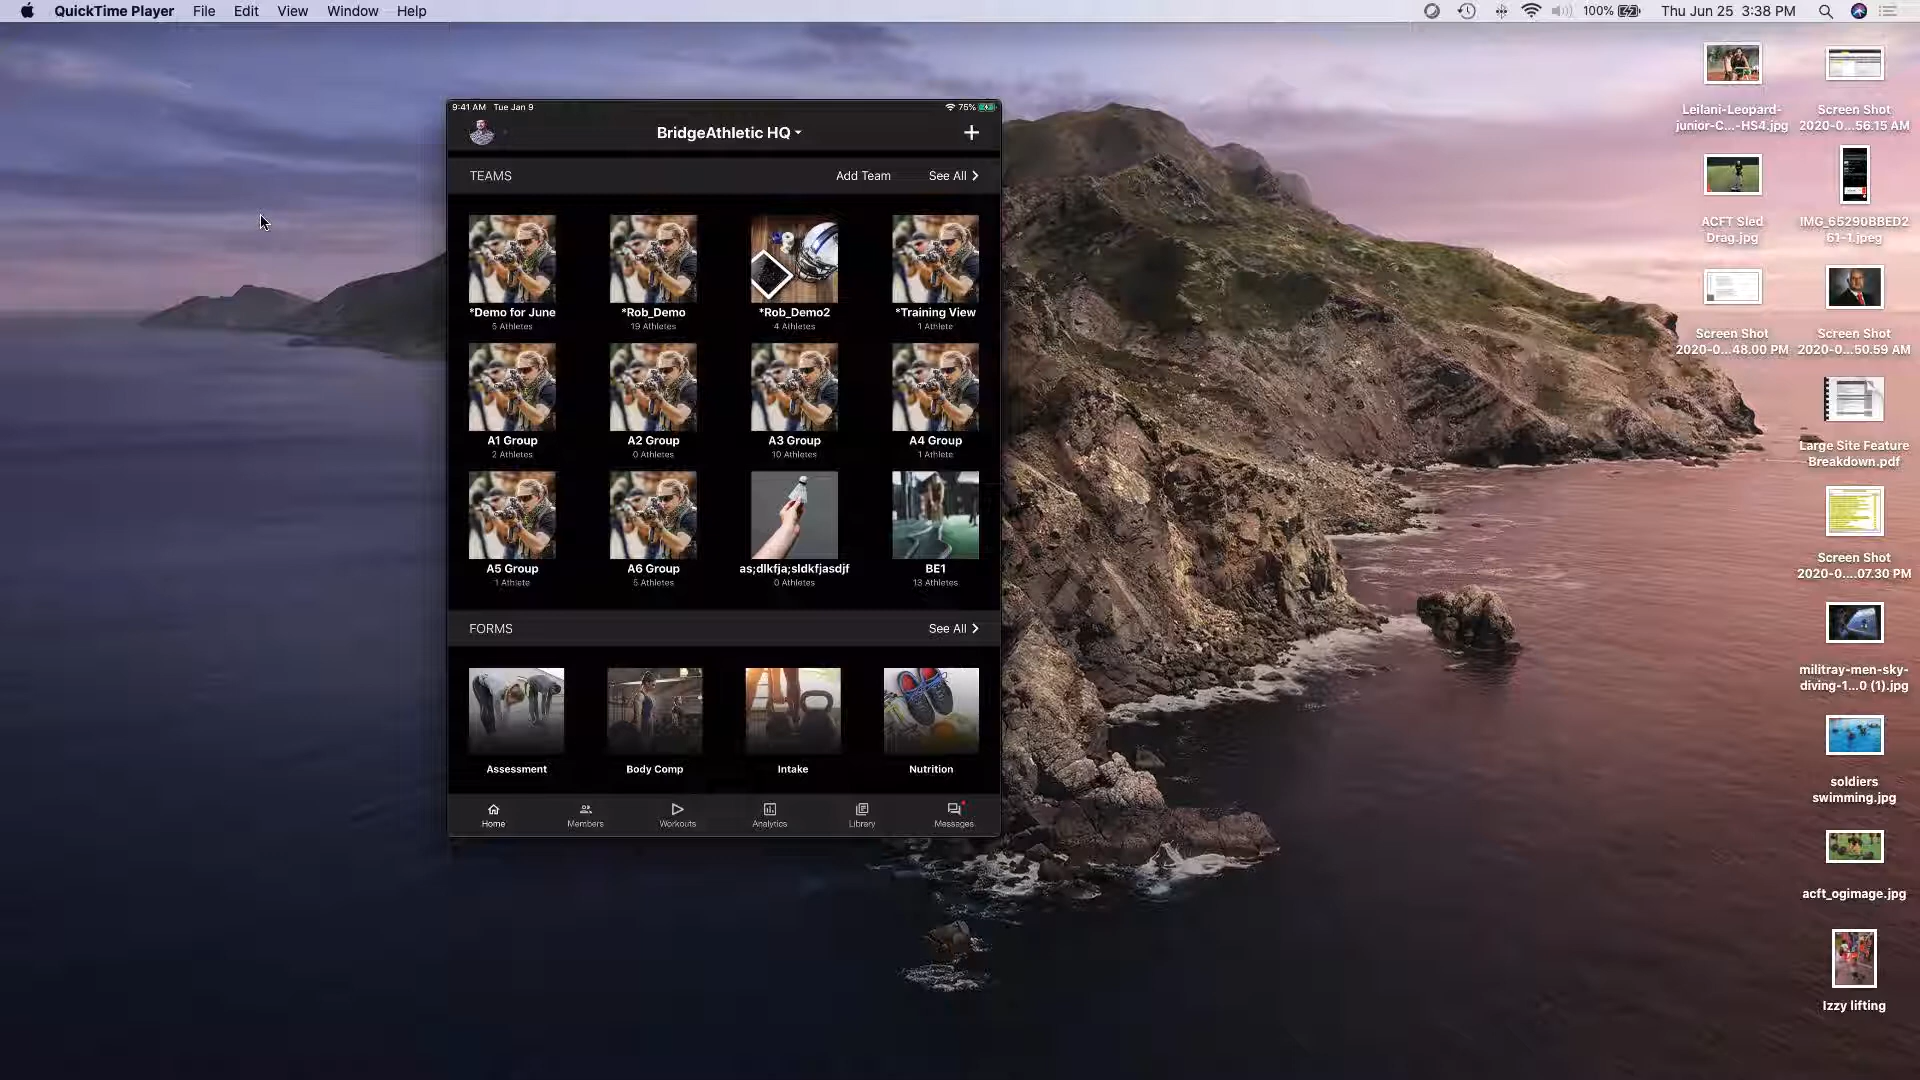 QuickTime Player File Edit View Window Help 100% Thu Jun 25 3:38 PM
9:41 AM Tue Jan 9 75%
BridgeAthletic HQ
TEAMS Add Team See All
*Demo for June *Rob_Demo *Rob_Demo2 *Training View
5 Athletes 19 Athletes 4 Athletes 1 Athlete
A1 Group A2 Group A3 Group A4 Group
2 Athletes 0 Athletes 10 Athletes 1 Athlete
A5 Group A6 Group as;dlkfja;sldkfjasdjf BE1
1 Athlete 5 Athletes 0 Athletes 13 Athletes
FORMS See All
Assessment Body Comp Intake Nutrition
Home Members Workouts Analytics Library Messages
Leilani-Leopard-
junior-C...-HS4.jpg
Screen Shot
2020-0...56.15 AM
ACFT Sled
Drag.jpg
IMG_65290BBED2
61-1.jpeg
Screen Shot
2020-0...48.00 PM
Screen Shot
2020-0...50.59 AM
Large Site Feature
Breakdown.pdf
Screen Shot
2020-0....07.30 PM
militray-men-sky-
diving-1...0 (1).jpg
soldiers
swimming.jpg
acft_ogimage.jpg
Izzy lifting